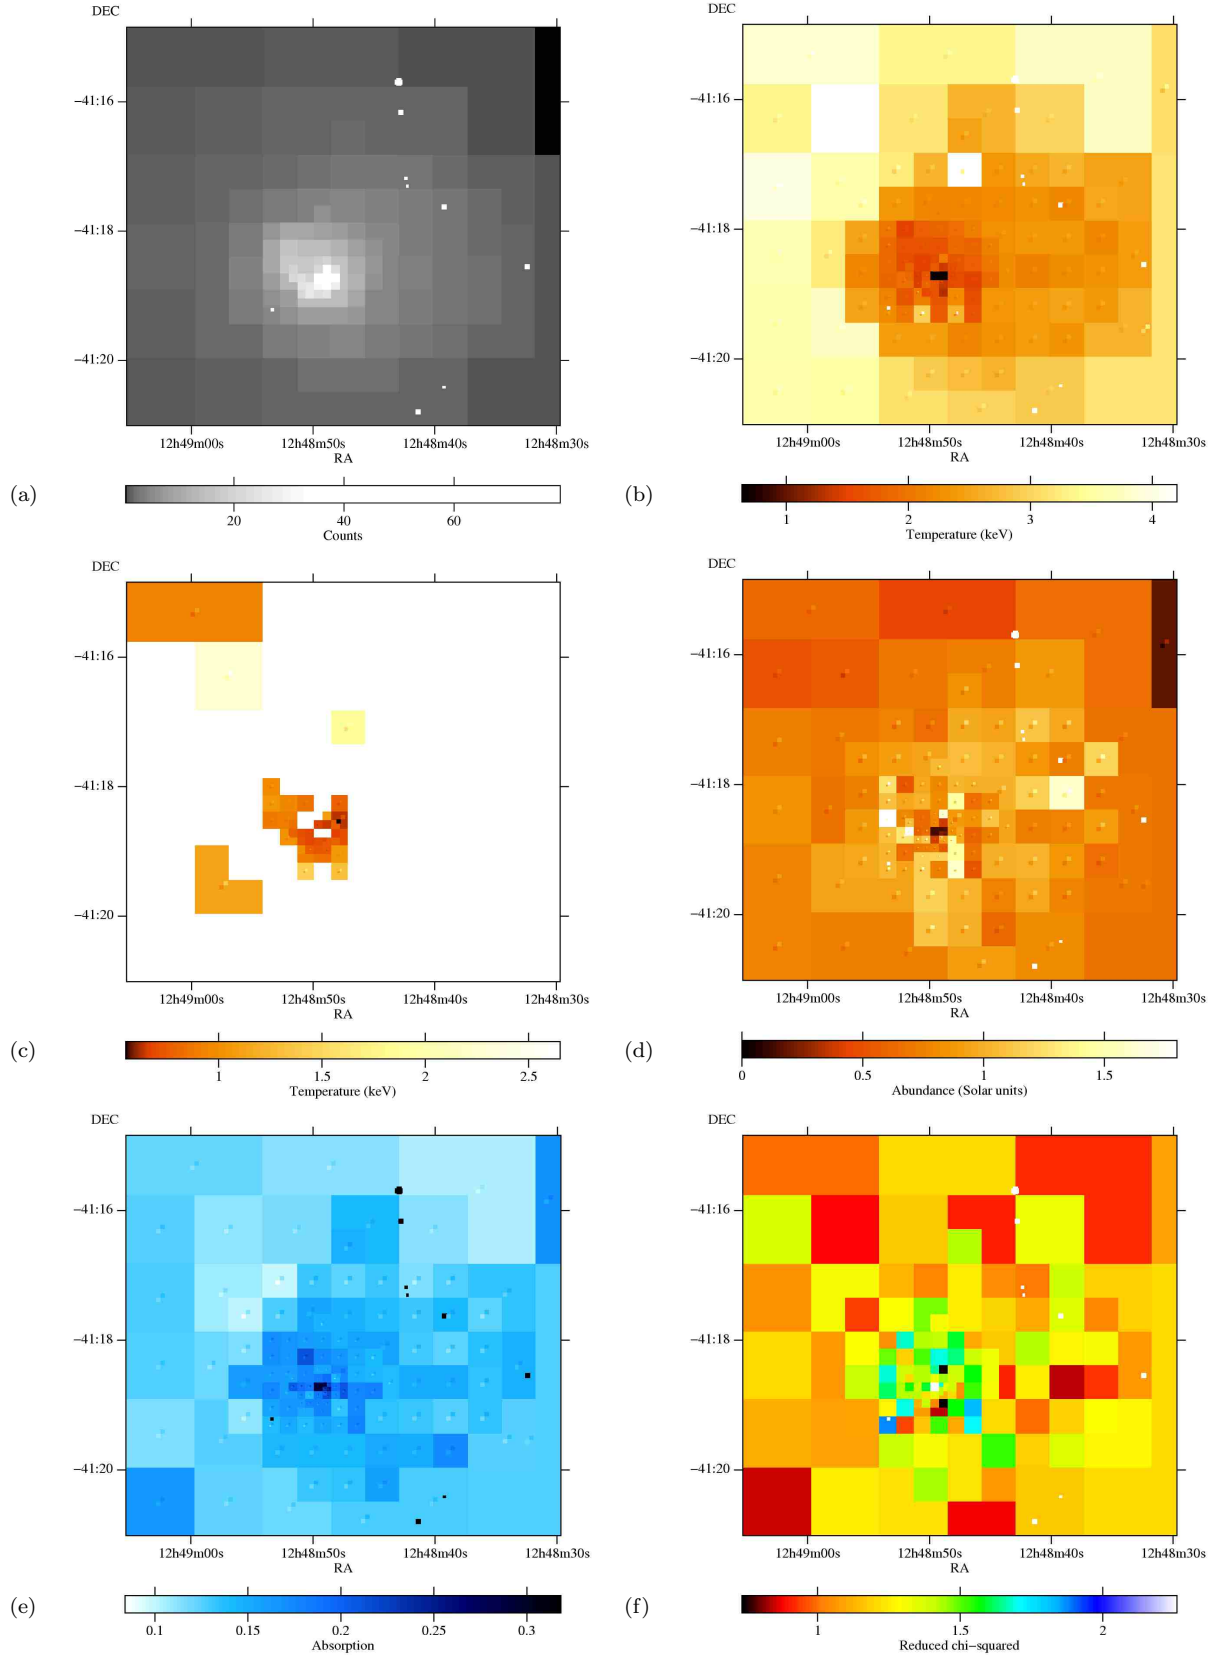 DEC
−41:16
−41:18
−41:20
12h49m00s 12h48m50s 12h48m40s 12h48m30s
RA
(a)
20 40 60
Counts
DEC
−41:16
−41:18
−41:20
12h49m00s 12h48m50s 12h48m40s 12h48m30s
RA
(b)
1 2 3 4
Temperature (keV)
DEC
−41:16
−41:18
−41:20
12h49m00s 12h48m50s 12h48m40s 12h48m30s
RA
(c)
1 1.5 2 2.5
Temperature (keV)
DEC
−41:16
−41:18
−41:20
12h49m00s 12h48m50s 12h48m40s 12h48m30s
RA
(d)
0 0.5 1 1.5
Abundance (Solar units)
DEC
−41:16
−41:18
−41:20
12h49m00s 12h48m50s 12h48m40s 12h48m30s
RA
(e)
0.1 0.15 0.2 0.25 0.3
Absorption
DEC
−41:16
−41:18
−41:20
12h49m00s 12h48m50s 12h48m40s 12h48m30s
RA
(f)
1 1.5 2
Reduced chi−squared